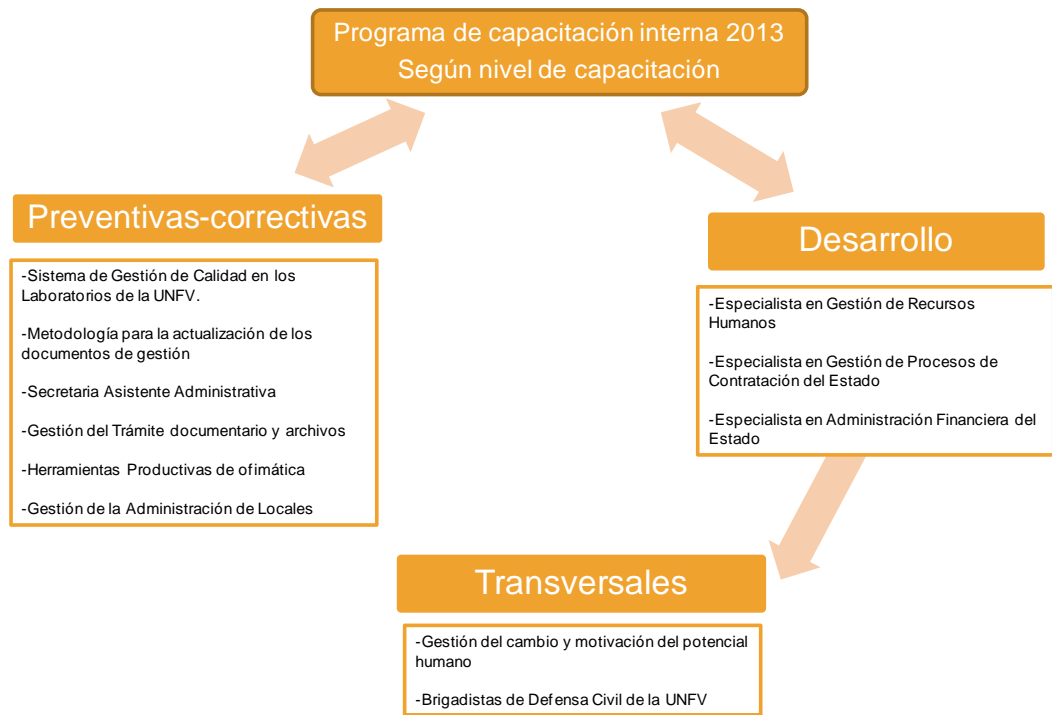 Programa de capacitación interna 2013
Según nivel de capacitación
Preventivas-correctivas
-Sistema de Gestión de Calidad en los
Laboratorios de la UNFV.
-Metodología para la actualización de los
documentos de gestión
-Secretaria Asistente Administrativa
-Gestión del Trámite documentario y archivos
-Herramientas Productivas de ofimática
-Gestión de la Administración de Locales
Desarrollo
-Especialista en Gestión de Recursos
Humanos
-Especialista en Gestión de Procesos de
Contratación del Estado
-Especialista en Administración Financiera del
Estado
Transversales
-Gestión del cambio y motivación del potencial
humano
-Brigadistas de Defensa Civil de la UNFV